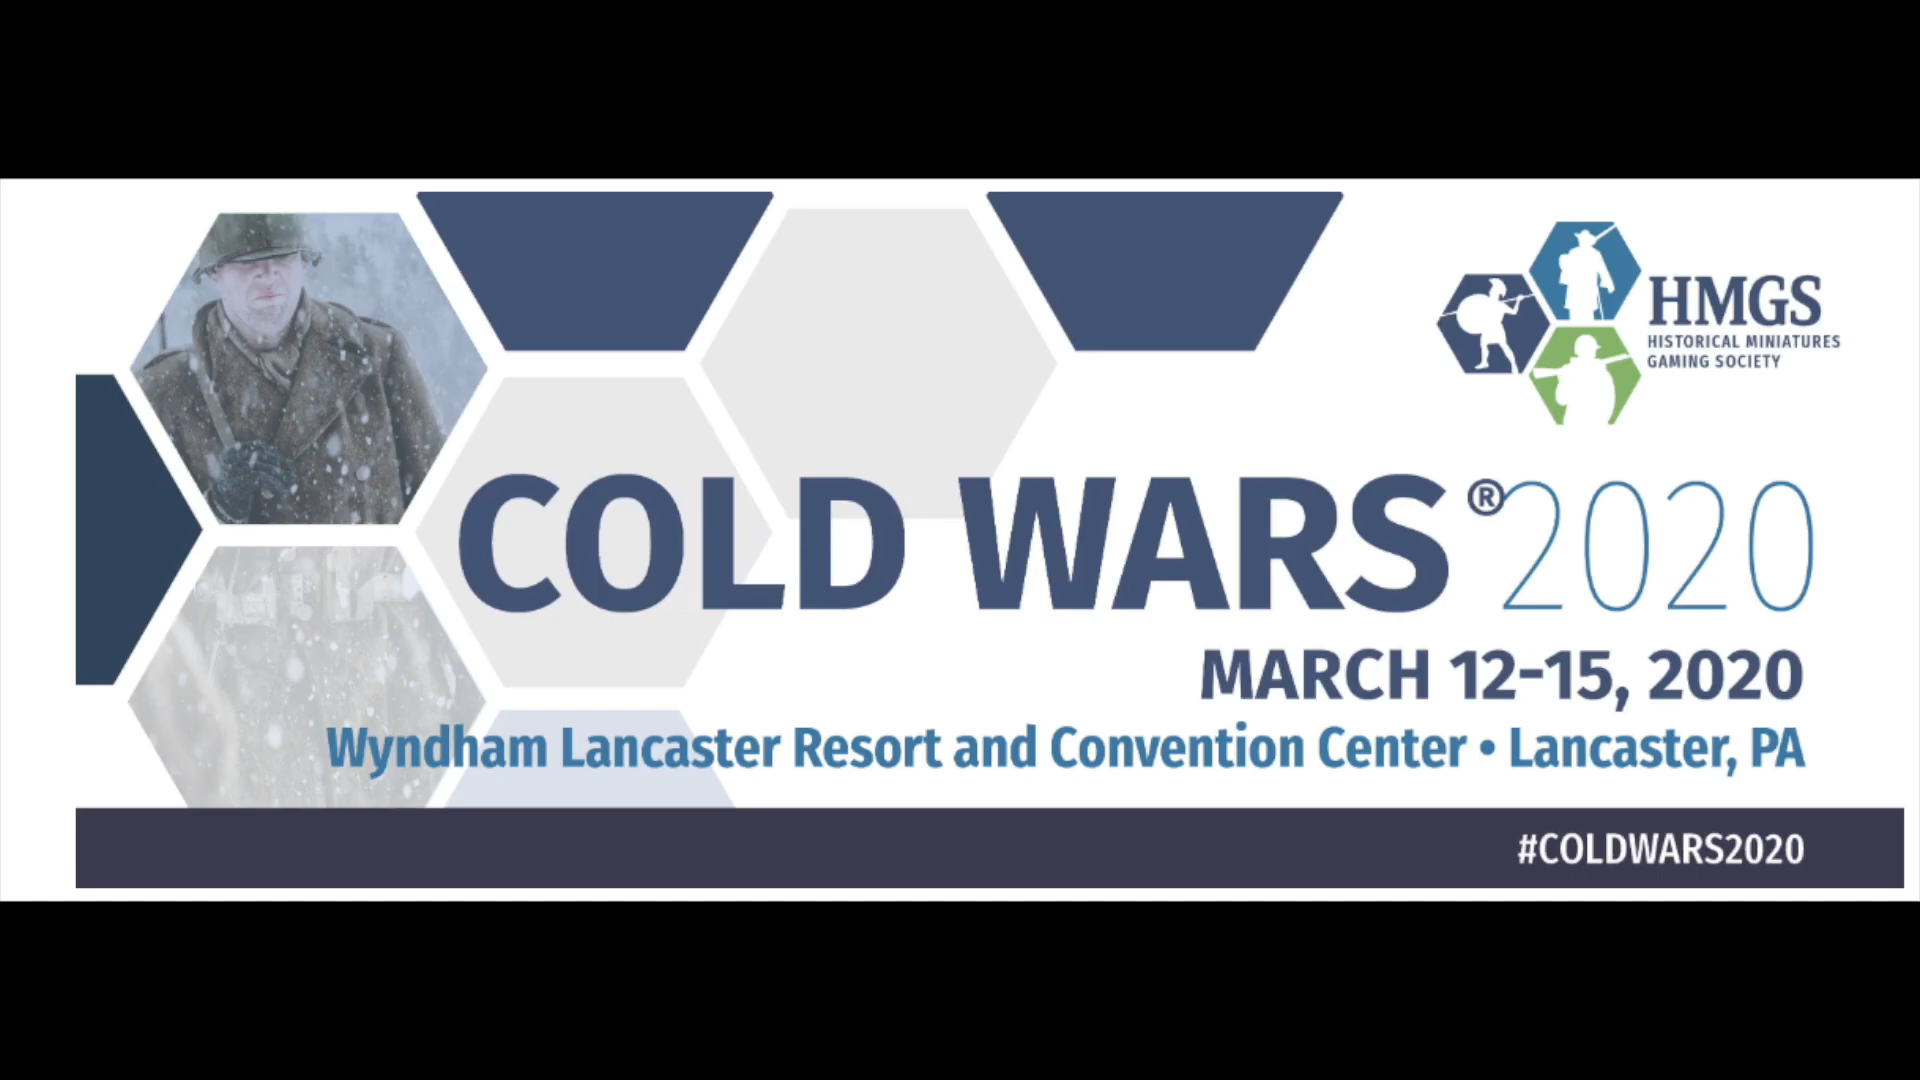 HMGS
HISTORICAL MINIATURES
GAMING SOCIETY
COLD WARS® 2020
MARCH 12-15, 2020
Wyndham Lancaster Resort and Convention Center • Lancaster, PA
#COLDWARS2020